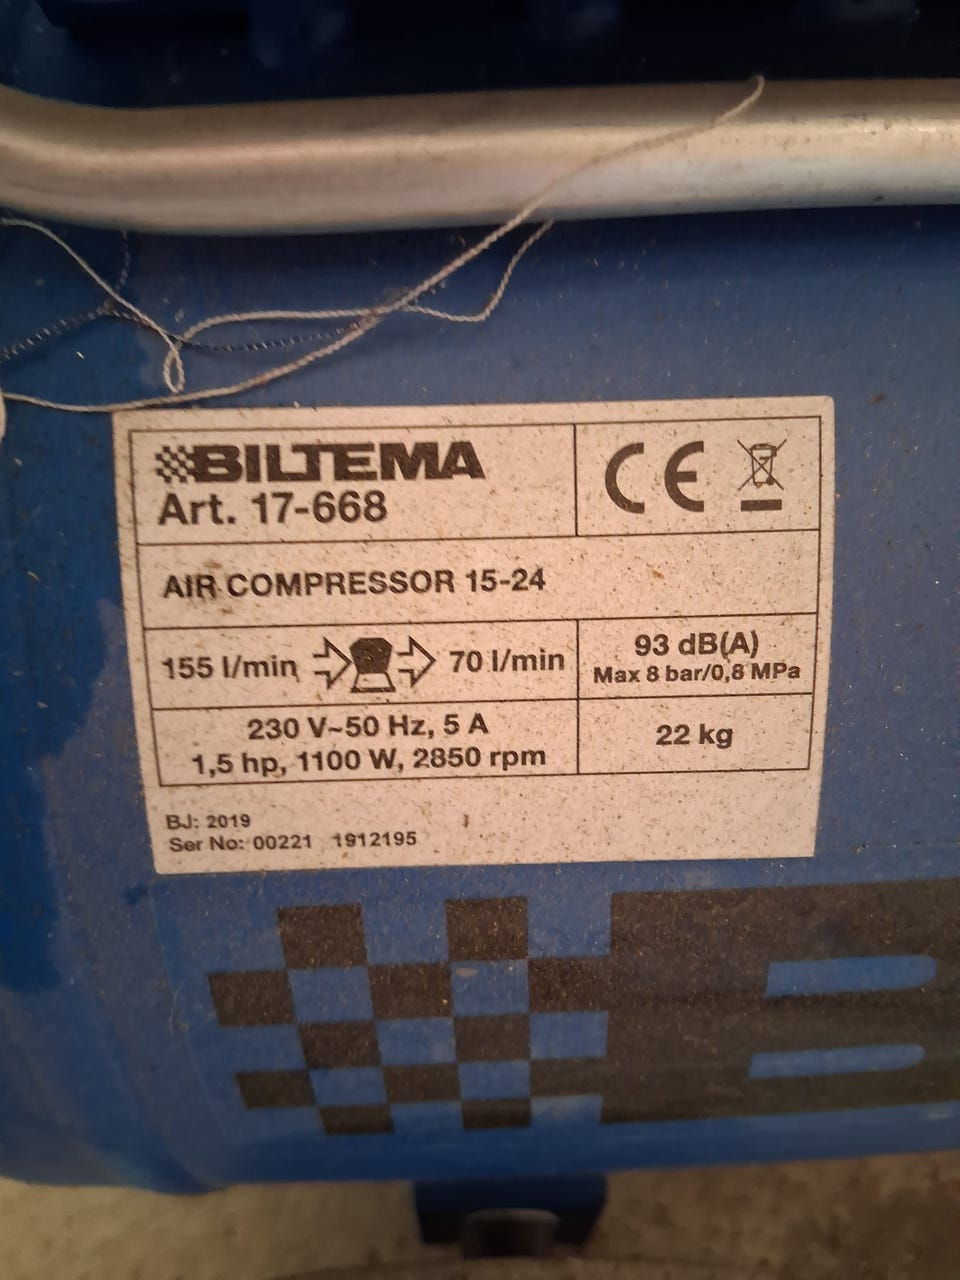 BILTEMA
Art. 17-668
CE
AIR COMPRESSOR 15-24
155 l/min 70 l/min
93 dB(A)
Max 8 bar/0,8 MPa
230 V~50 Hz, 5 A
1,5 hp, 1100 W, 2850 rpm
22 kg
BJ: 2019
Ser No: 00221 1912195
B